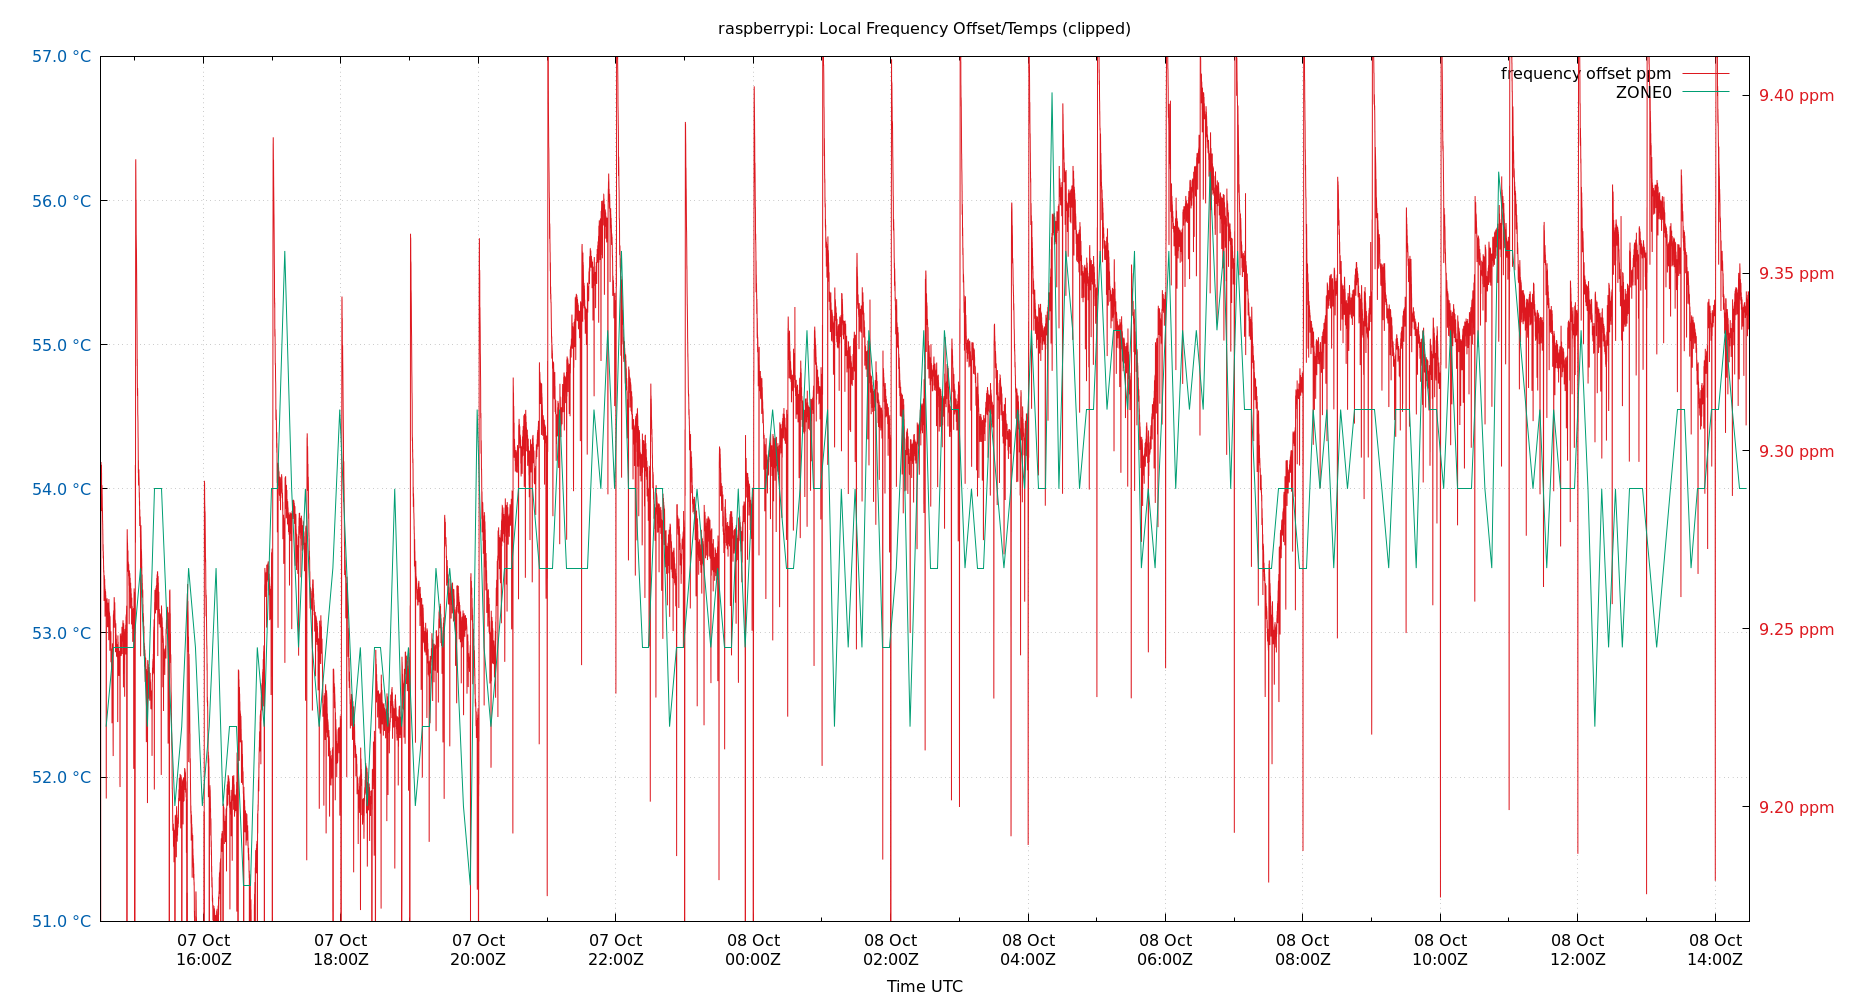 raspberrypi: Local Frequency Offset/Temps (clipped)
57.0 °C
56.0 °C
55.0 °C
54.0 °C
53.0 °C
52.0 °C
51.0 °C
frequency offset ppm
ZONE0
9.40 ppm
9.35 ppm
9.30 ppm
9.25 ppm
9.20 ppm
07 Oct
16:00Z
07 Oct
18:00Z
07 Oct
20:00Z
07 Oct
22:00Z
08 Oct
00:00Z
08 Oct
02:00Z
08 Oct
04:00Z
08 Oct
06:00Z
08 Oct
08:00Z
08 Oct
10:00Z
08 Oct
12:00Z
08 Oct
14:00Z
Time UTC